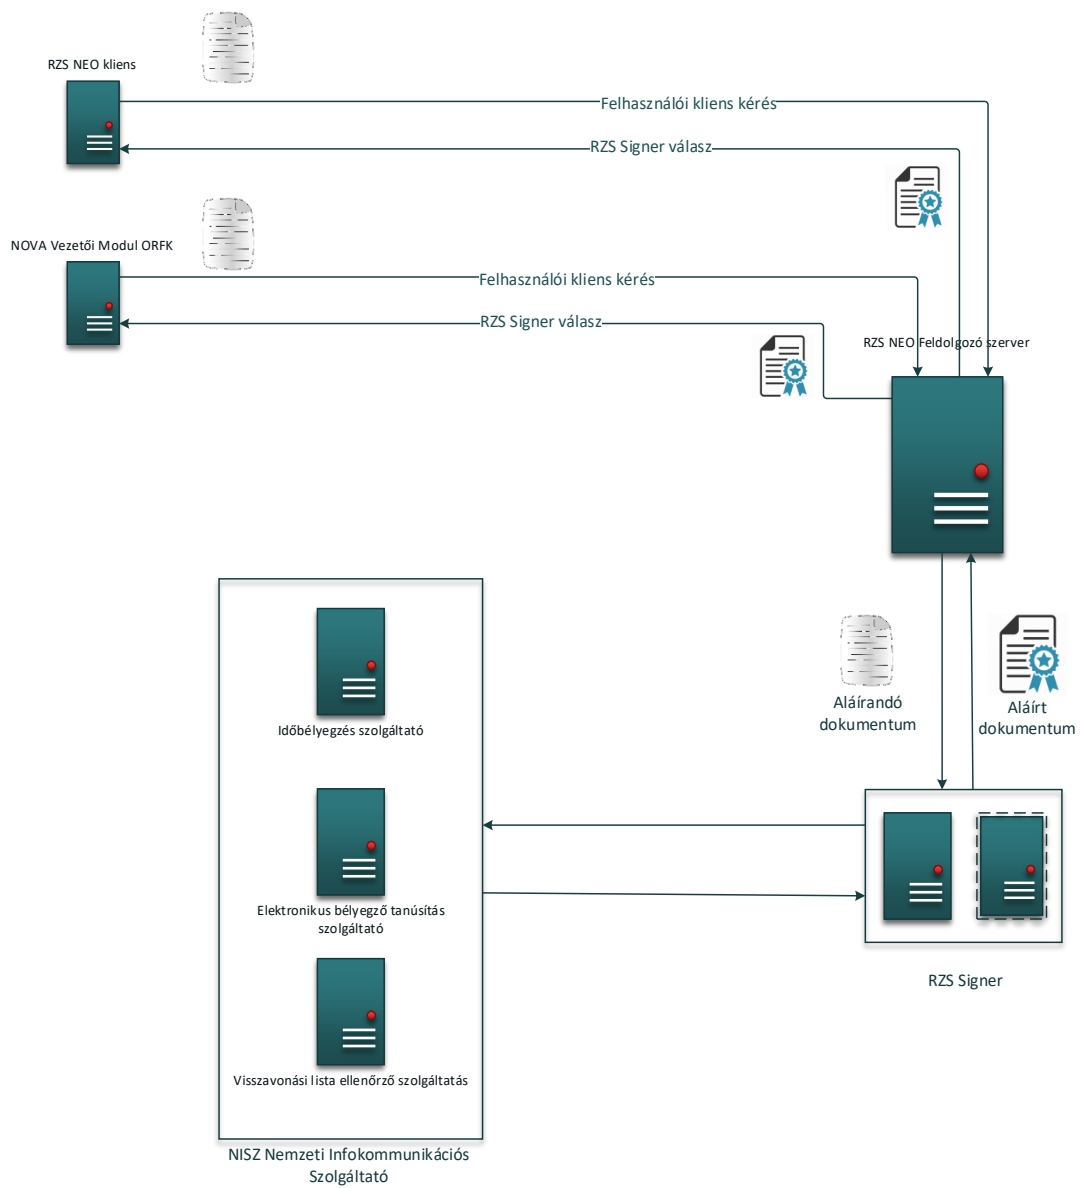 RZS NEO kliens
Felhasználói kliens kérés
RZS Signer válasz
NOVA Vezetői Modul ORFK
Felhasználói kliens kérés
RZS Signer válasz
RZS NEO Feldolgozó szerver
Aláírandó
dokumentum
Aláírt
dokumentum
Időbélyegzés szolgáltató
Elektronikus bélyegző tanúsítás
szolgáltató
RZS Signer
Visszavonási lista ellenőrző szolgáltatás
NISZ Nemzeti Infokommunikációs
Szolgáltató